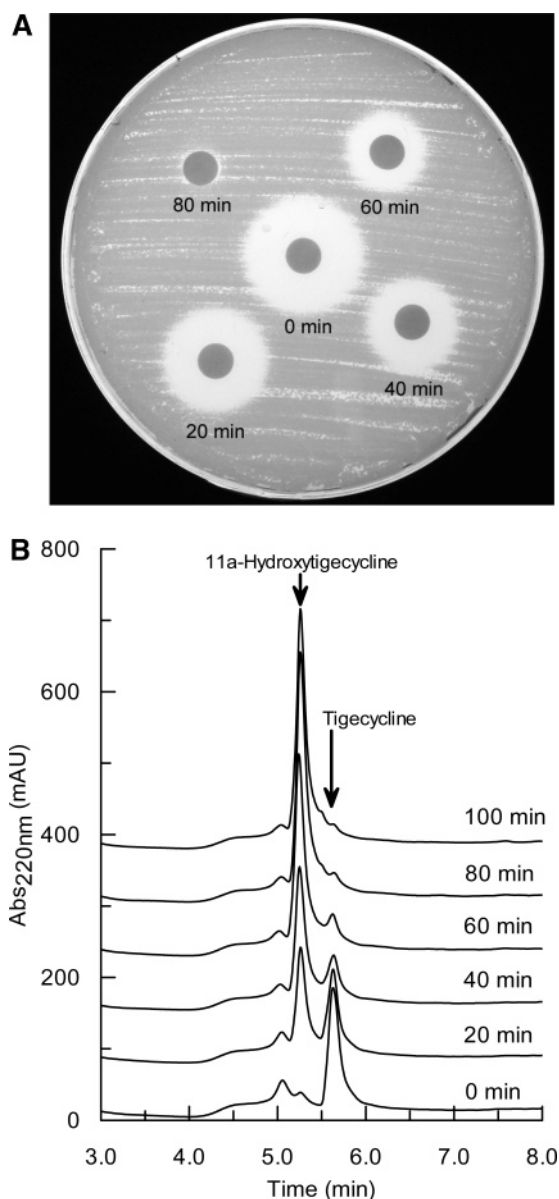 A
80 min
60 min
0 min
40 min
20 min
B
800
11a-Hydroxytigecycline
600
Tigecycline
Abs220nm (mAU)
400
100 min
80 min
60 min
200
40 min
20 min
0 min
0
3.0 4.0 5.0 6.0 7.0 8.0
Time (min)